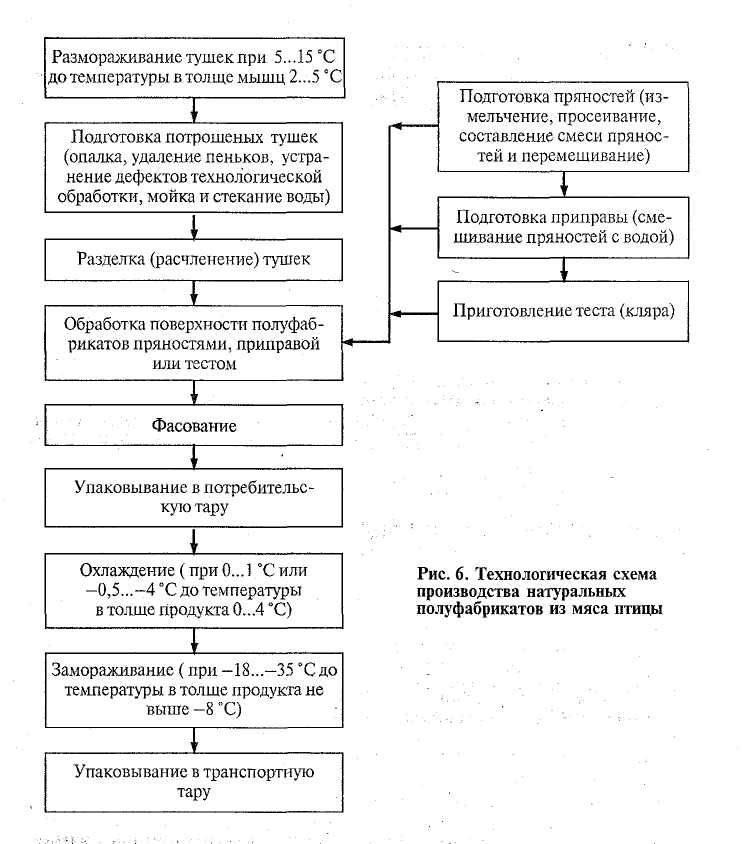 Размораживание тушек при 5...15 °С
до температуры в толще мышц 2...5 °С
Подготовка потрошеных тушек
(опалка, удаление пеньков, устра-
нение дефектов технологической
обработки, мойка и стекание воды)
Разделка (расчленение) тушек
Обработка поверхности полуфаб-
рикатов пряностями, приправой
или тестом
Фасование
Упаковывание в потребительс-
кую тару
Охлаждение ( при 0...1 °С или
−0,5...−4 °С до температуры
в толще продукта 0...4 °С)
Замораживание ( при −18...−35 °С до
температуры в толще продукта не
выше −8 °С)
Упаковывание в транспортную
тару
Подготовка пряностей (из-
мельчение, просеивание,
составление смеси прянос-
тей и перемешивание)
Подготовка приправы (сме-
шивание пряностей с водой)
Приготовление теста (кляра)
Рис. 6. Технологическая схема
производства натуральных
полуфабрикатов из мяса птицы